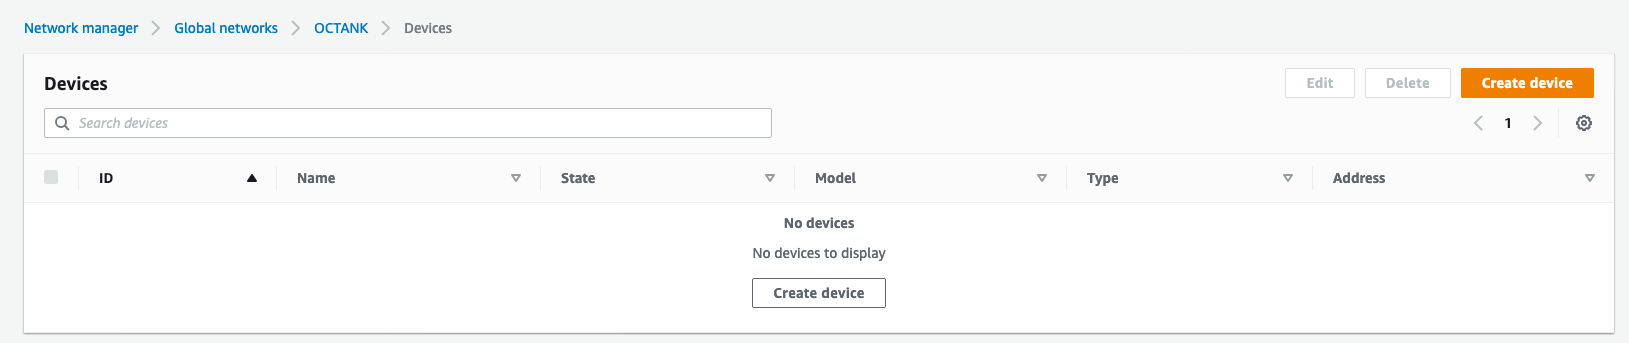 Network manager > Global networks > OCTANK > Devices
Devices
Edit Delete Create device
Search devices
1
ID Name State Model Type Address
No devices
No devices to display
Create device